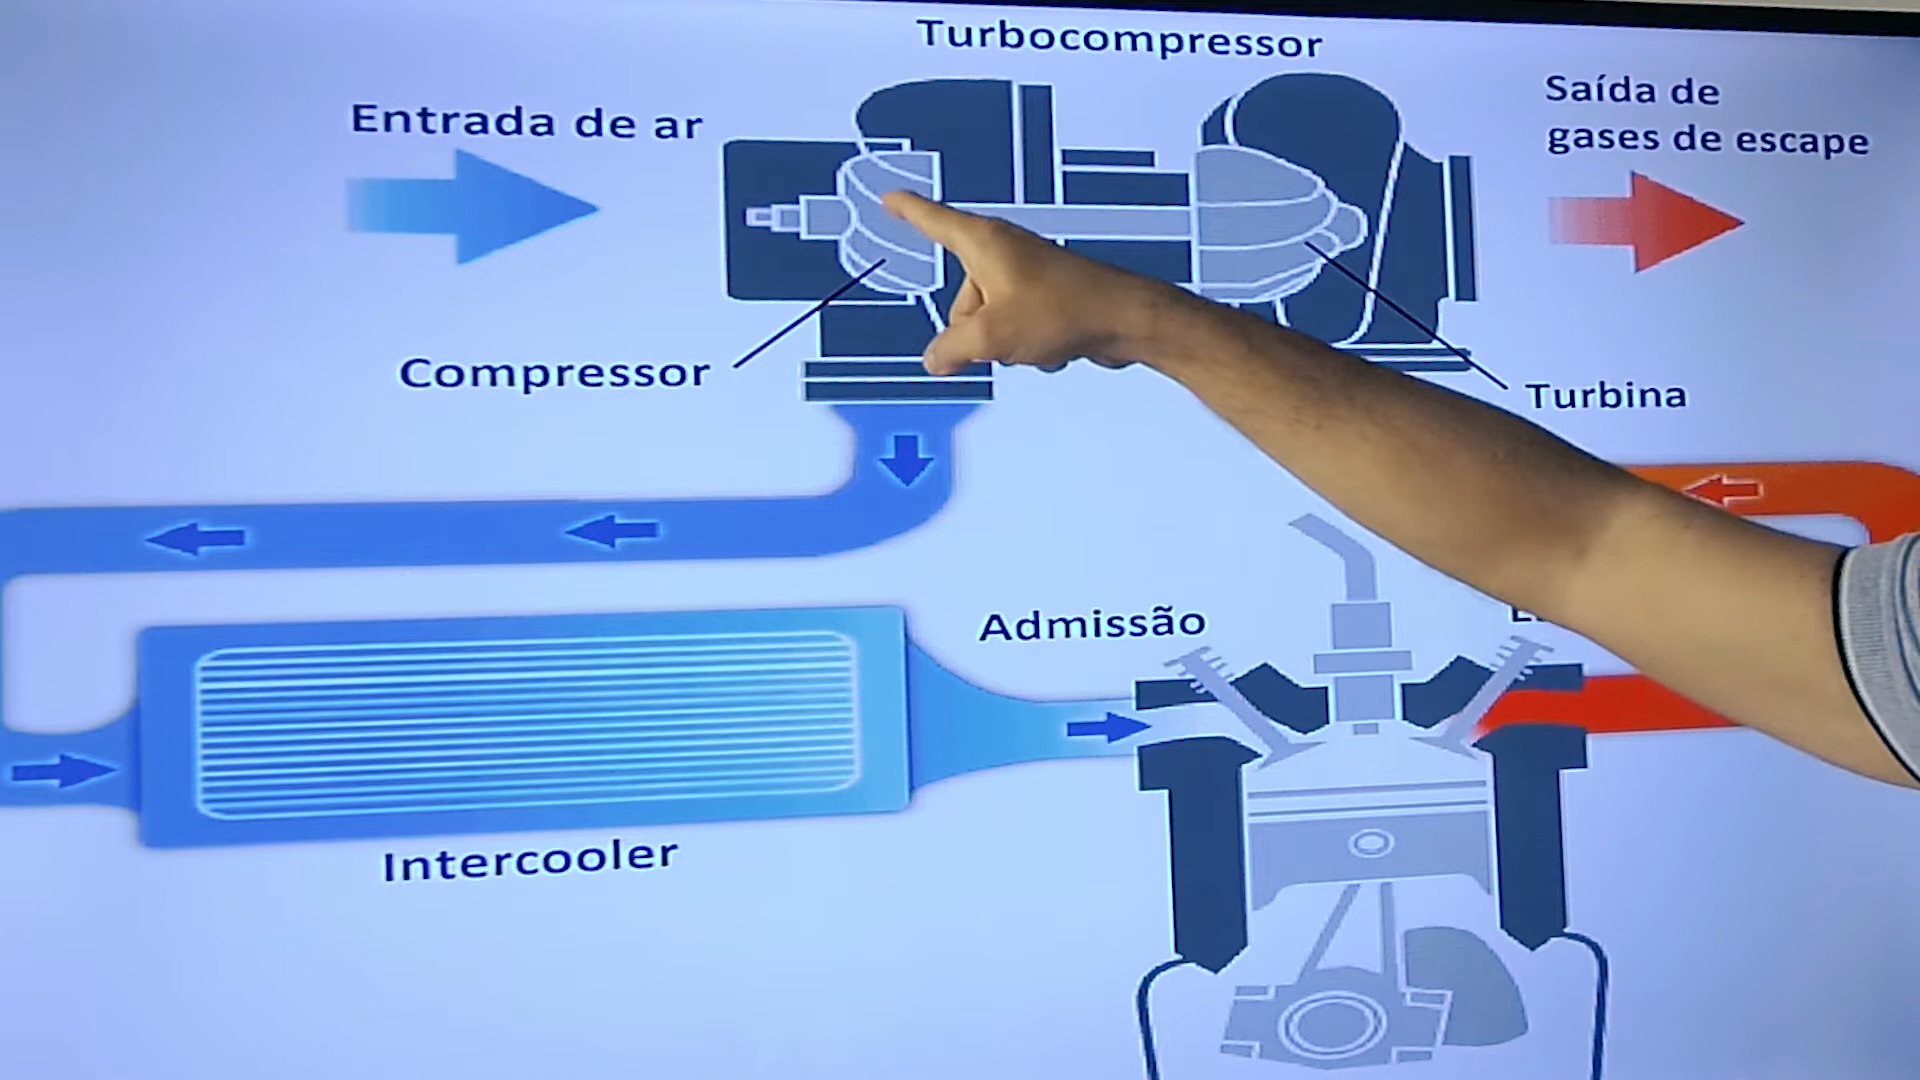 Turbocompressor
Entrada de ar
Saída de
gases de escape
Compressor
Turbina
Admissão
Intercooler